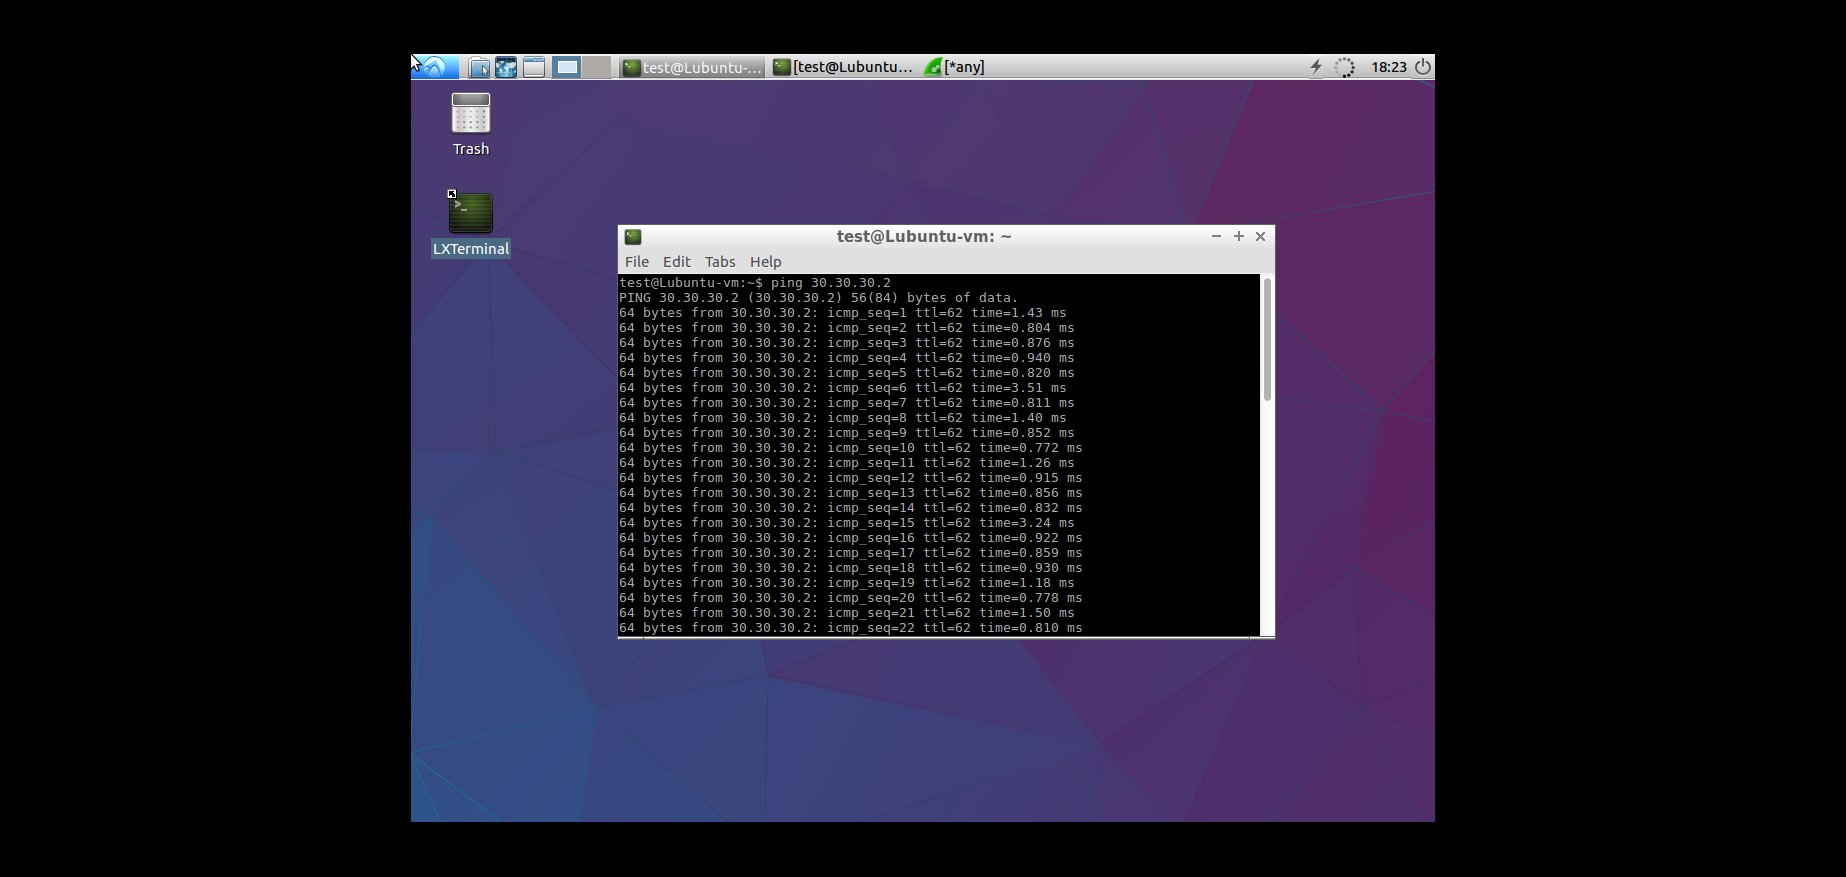 test@Lubuntu-... [test@Lubuntu... [*any] 18:23
Trash
LXTerminal
test@Lubuntu-vm: ~
File Edit Tabs Help
test@Lubuntu-vm:~$ ping 30.30.30.2
PING 30.30.30.2 (30.30.30.2) 56(84) bytes of data.
64 bytes from 30.30.30.2: icmp_seq=1 ttl=62 time=1.43 ms
64 bytes from 30.30.30.2: icmp_seq=2 ttl=62 time=0.804 ms
64 bytes from 30.30.30.2: icmp_seq=3 ttl=62 time=0.876 ms
64 bytes from 30.30.30.2: icmp_seq=4 ttl=62 time=0.940 ms
64 bytes from 30.30.30.2: icmp_seq=5 ttl=62 time=0.820 ms
64 bytes from 30.30.30.2: icmp_seq=6 ttl=62 time=3.51 ms
64 bytes from 30.30.30.2: icmp_seq=7 ttl=62 time=0.811 ms
64 bytes from 30.30.30.2: icmp_seq=8 ttl=62 time=1.40 ms
64 bytes from 30.30.30.2: icmp_seq=9 ttl=62 time=0.852 ms
64 bytes from 30.30.30.2: icmp_seq=10 ttl=62 time=0.772 ms
64 bytes from 30.30.30.2: icmp_seq=11 ttl=62 time=1.26 ms
64 bytes from 30.30.30.2: icmp_seq=12 ttl=62 time=0.915 ms
64 bytes from 30.30.30.2: icmp_seq=13 ttl=62 time=0.856 ms
64 bytes from 30.30.30.2: icmp_seq=14 ttl=62 time=0.832 ms
64 bytes from 30.30.30.2: icmp_seq=15 ttl=62 time=3.24 ms
64 bytes from 30.30.30.2: icmp_seq=16 ttl=62 time=0.922 ms
64 bytes from 30.30.30.2: icmp_seq=17 ttl=62 time=0.859 ms
64 bytes from 30.30.30.2: icmp_seq=18 ttl=62 time=0.930 ms
64 bytes from 30.30.30.2: icmp_seq=19 ttl=62 time=1.18 ms
64 bytes from 30.30.30.2: icmp_seq=20 ttl=62 time=0.778 ms
64 bytes from 30.30.30.2: icmp_seq=21 ttl=62 time=1.50 ms
64 bytes from 30.30.30.2: icmp_seq=22 ttl=62 time=0.810 ms